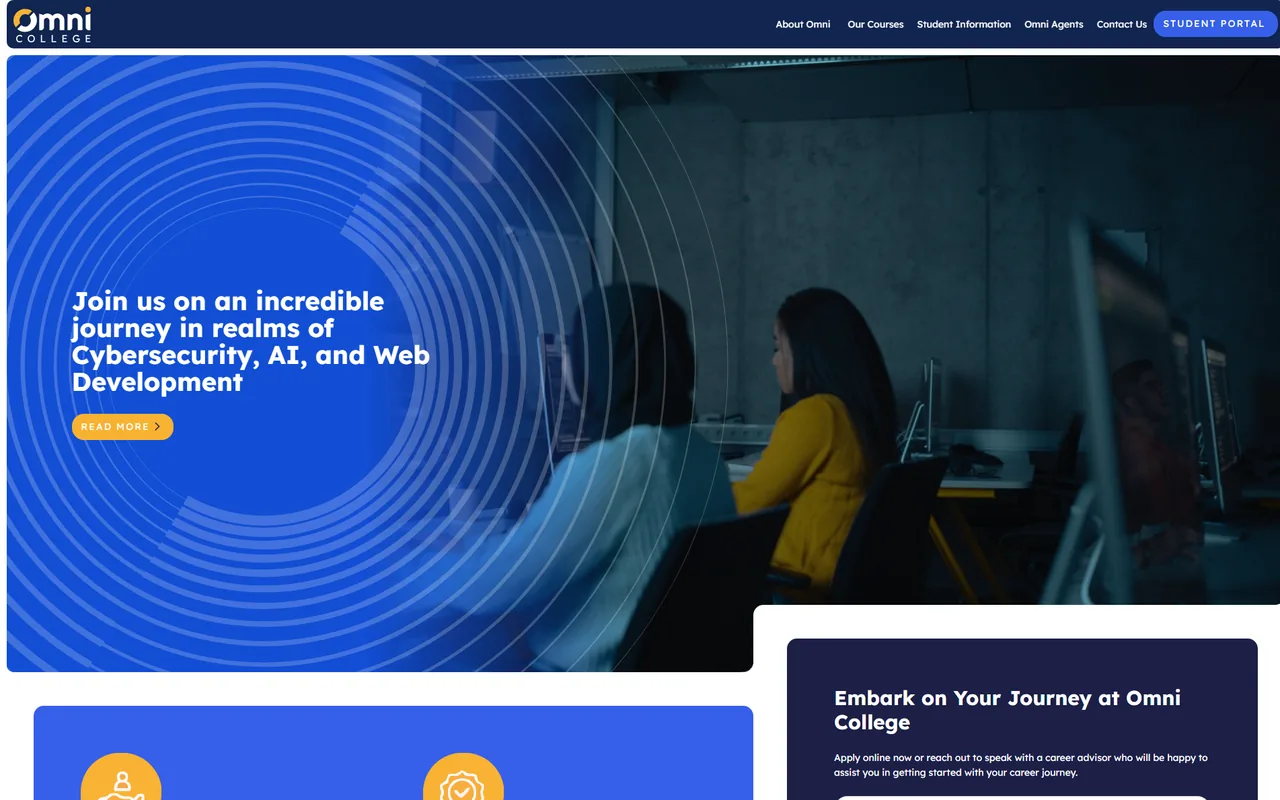 Omni
COLLEGE
About Omni
Our Courses
Student Information
Omni Agents
Contact Us
STUDENT PORTAL
Join us on an incredible
journey in realms of
Cybersecurity, AI, and Web
Development
READ MORE
Embark on Your Journey at Omni
College
Apply online now or reach out to speak with a career advisor who will be happy to
assist you in getting started with your career journey.